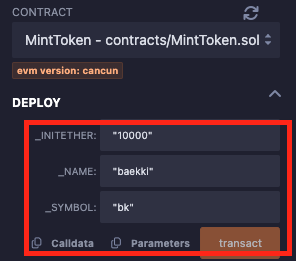 CONTRACT
MintToken - contracts/MintToken.sol
evm version: cancun
DEPLOY
_INITETHER: "10000"
_NAME: "baekki"
_SYMBOL: "bk"
Calldata Parameters transact